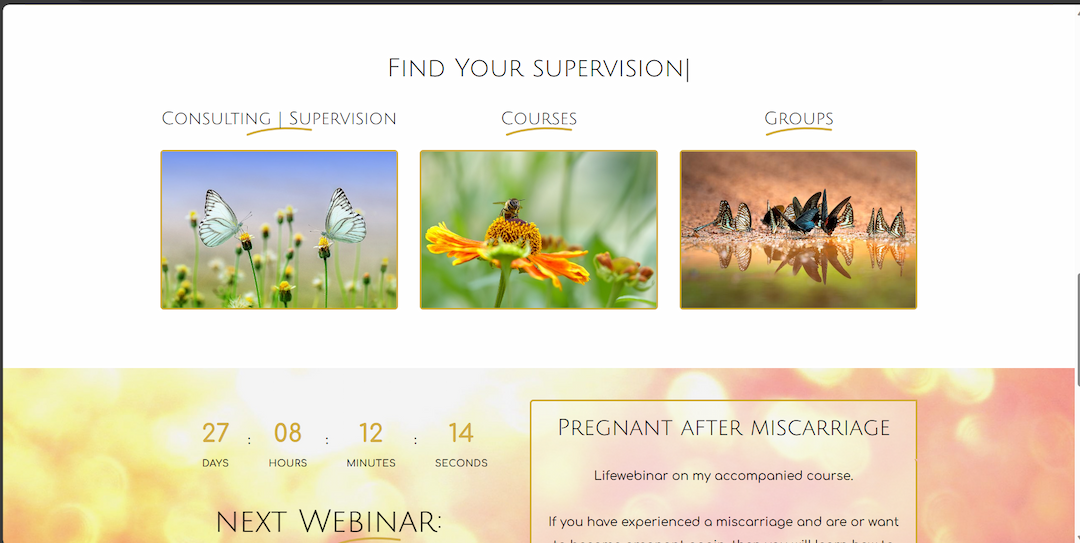 Find Your supervision|
Consulting | Supervision
Courses
Groups
27 : 08 : 12 : 14
DAYS HOURS MINUTES SECONDS
next Webinar:
Pregnant after miscarriage
Lifewebinar on my accompanied course.
If you have experienced a miscarriage and are or want